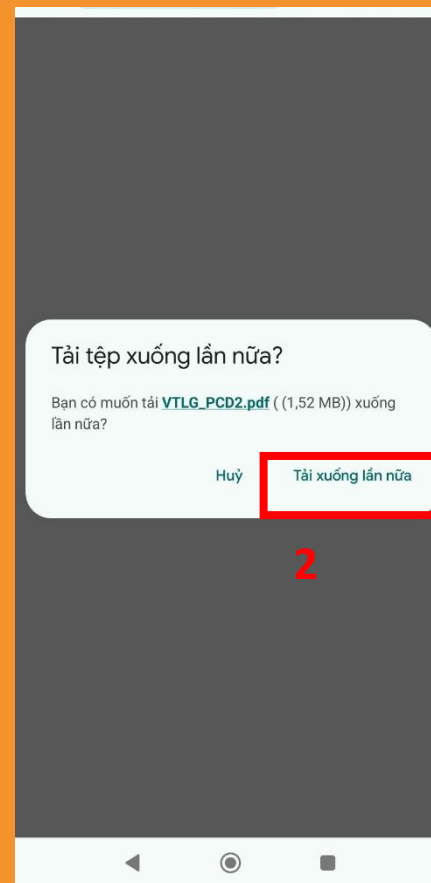 Tải tệp xuống lần nữa?
Bạn có muốn tải VTLG_PCD2.pdf ( (1,52 MB)) xuống
lần nữa?
Huỷ Tải xuống lần nữa
2